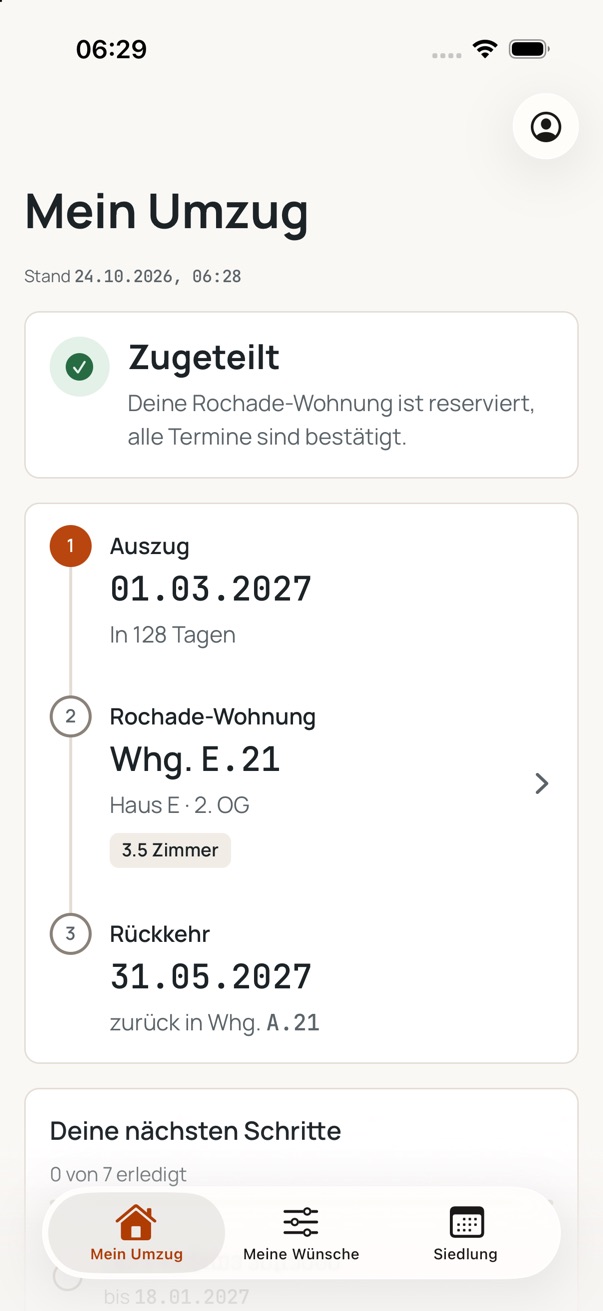 06:29
Mein Umzug
Stand 24.10.2026, 06:28
Zugeteilt
Deine Rochade-Wohnung ist reserviert,
alle Termine sind bestätigt.
1
Auszug
01.03.2027
In 128 Tagen
2
Rochade-Wohnung
Whg. E.21
Haus E · 2. OG
3.5 Zimmer
3
Rückkehr
31.05.2027
zurück in Whg. A.21
Deine nächsten Schritte
0 von 7 erledigt
Mein Umzug
Meine Wünsche
Siedlung
bis 18.01.2027